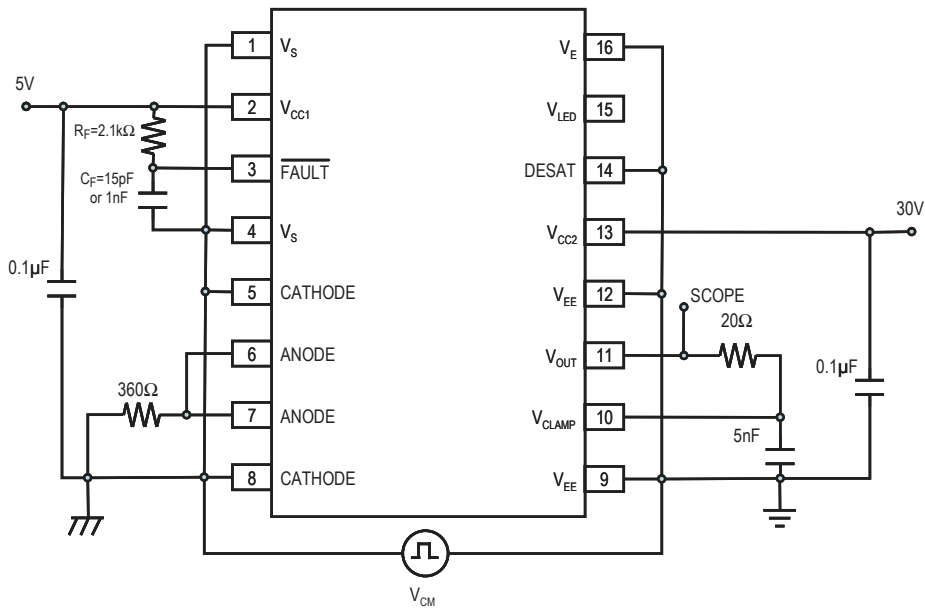 1 V_S
2 V_CC1
3 F̅A̅U̅L̅T̅
4 V_S
5 CATHODE
6 ANODE
7 ANODE
8 CATHODE
V_E 16
V_LED 15
DESAT 14
V_CC2 13
V_EE 12
V_OUT 11
V_CLAMP 10
V_EE 9
5V
R_F=2.1kΩ
C_F=15pF
or 1nF
0.1µF
360Ω
30V
SCOPE
20Ω
0.1µF
5nF
V_CM